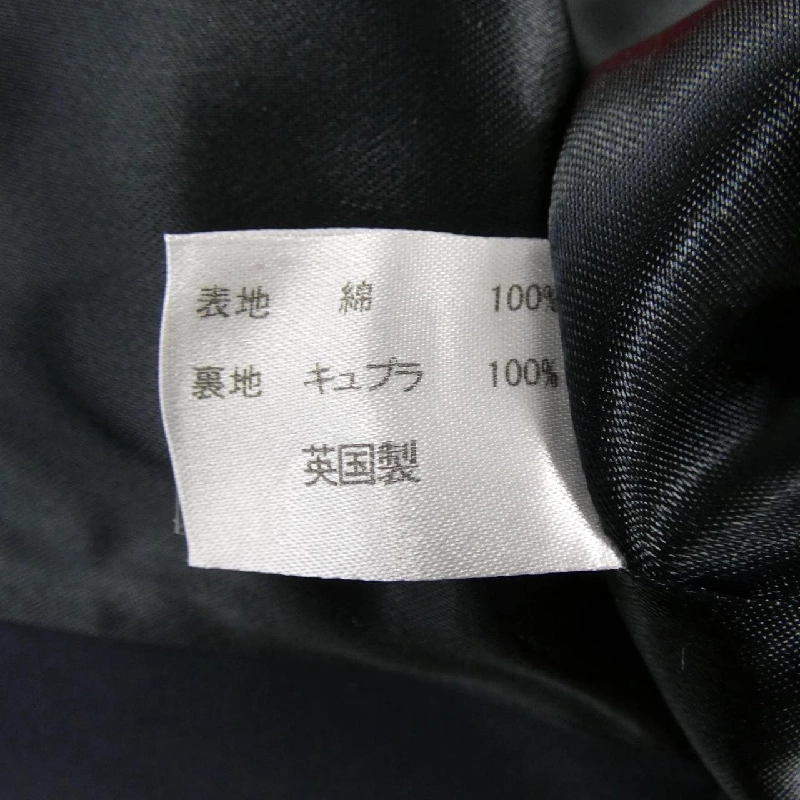 表地 綿 100%
裏地 キュプラ 100%
英国製